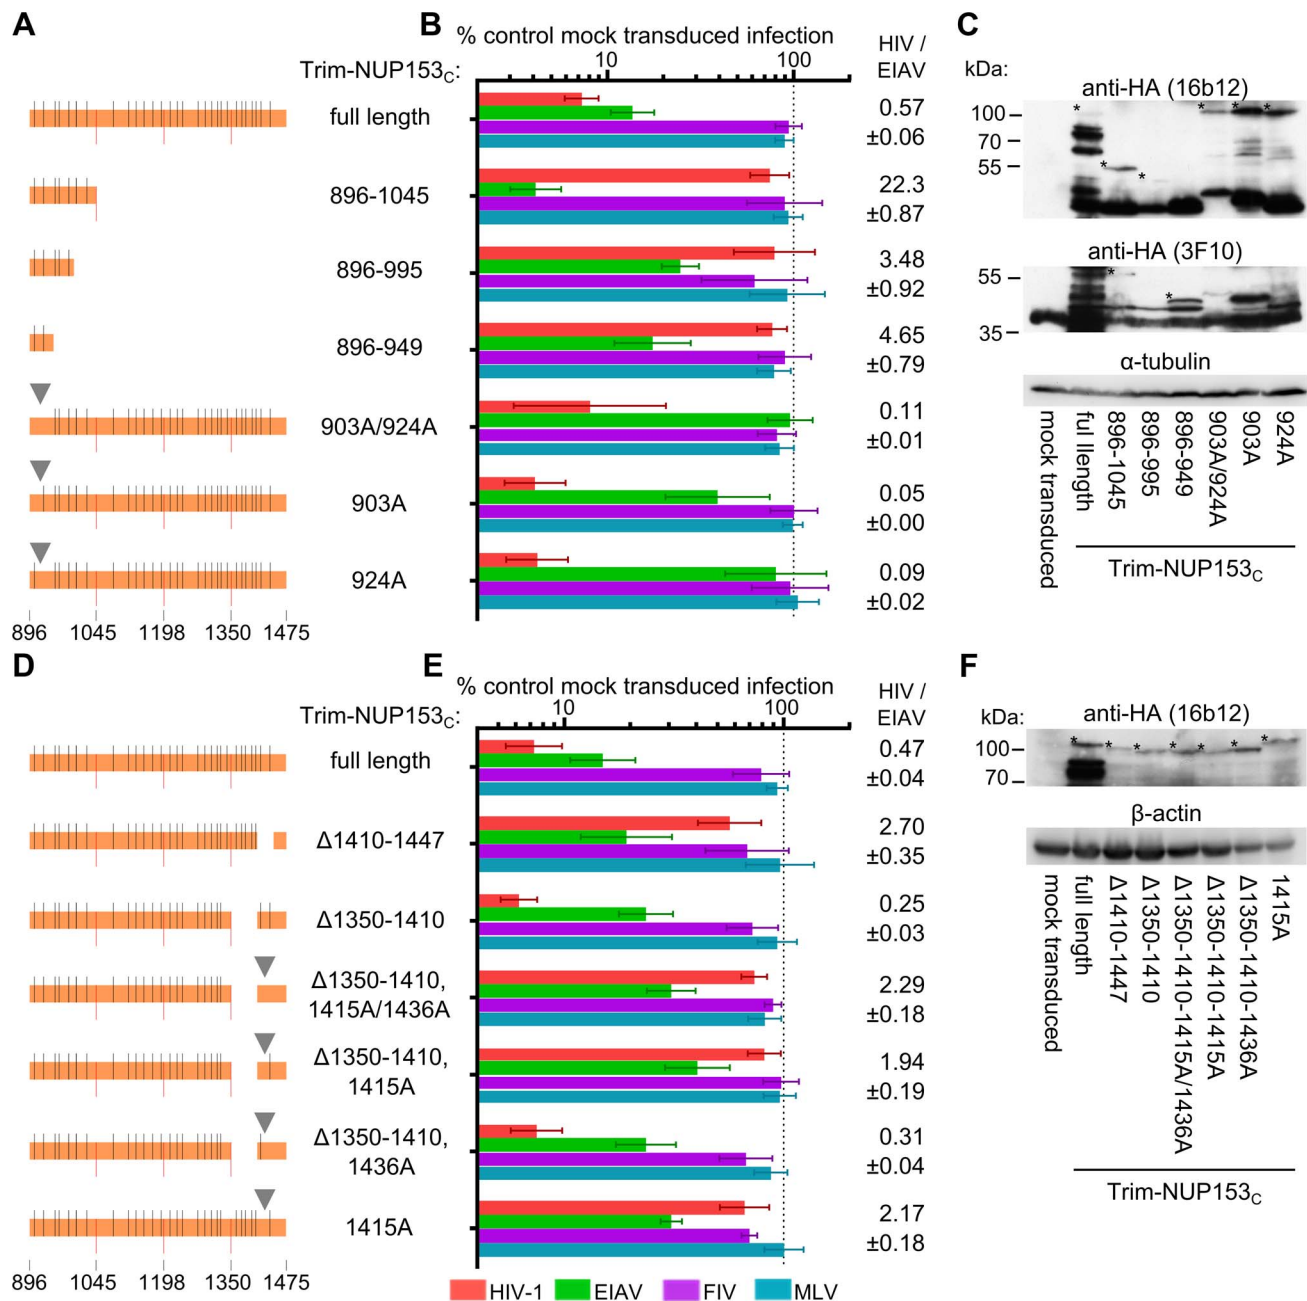 A
B
% control mock transduced infection
HIV /
EIAV
Trim-NUP153C:
10
100
full length
0.57
±0.06
896-1045
22.3
±0.87
896-995
3.48
±0.92
896-949
4.65
±0.79
903A/924A
0.11
±0.01
903A
0.05
±0.00
924A
0.09
±0.02
896
1045
1198
1350
1475
C
kDa:
anti-HA (16b12)
100
70
55
*
*
*
*
*
*
anti-HA (3F10)
55
35
*
*
α-tubulin
mock transduced
ful llength
896-1045
896-995
896-949
903A/924A
903A
924A
Trim-NUP153C
D
E
% control mock transduced infection
HIV /
EIAV
Trim-NUP153C:
10
100
full length
0.47
±0.04
Δ1410-1447
2.70
±0.35
Δ1350-1410
0.25
±0.03
Δ1350-1410,
1415A/1436A
2.29
±0.18
Δ1350-1410,
1415A
1.94
±0.19
Δ1350-1410,
1436A
0.31
±0.04
1415A
2.17
±0.18
896
1045
1198
1350
1475
HIV-1
EIAV
FIV
MLV
F
kDa:
anti-HA (16b12)
100
70
*
*
*
*
*
*
*
β-actin
mock transduced
full length
Δ1410-1447
Δ1350-1410
Δ1350-1410-1415A/1436A
Δ1350-1410-1415A
Δ1350-1410-1436A
1415A
Trim-NUP153C